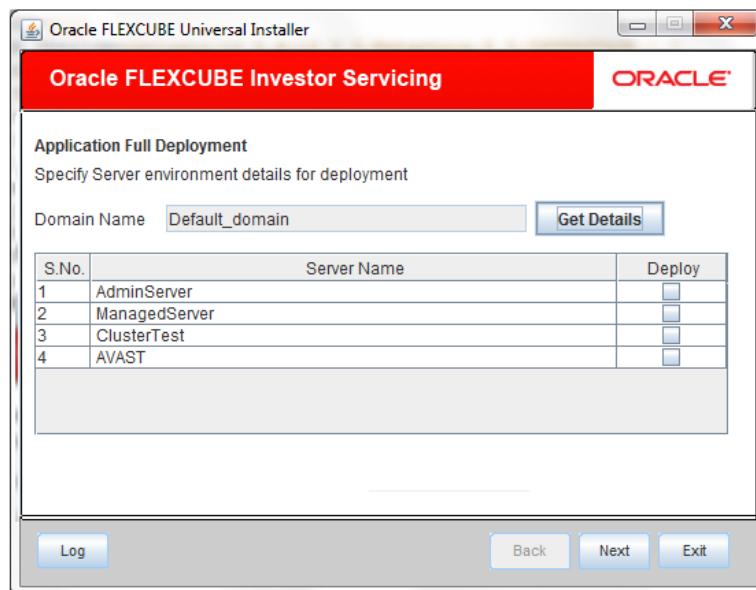 Oracle FLEXCUBE Universal Installer
Oracle FLEXCUBE Investor Servicing
ORACLE
Application Full Deployment
Specify Server environment details for deployment
Domain Name Default_domain Get Details
S.No. Server Name Deploy
1 AdminServer
2 ManagedServer
3 ClusterTest
4 AVAST
Log Back Next Exit